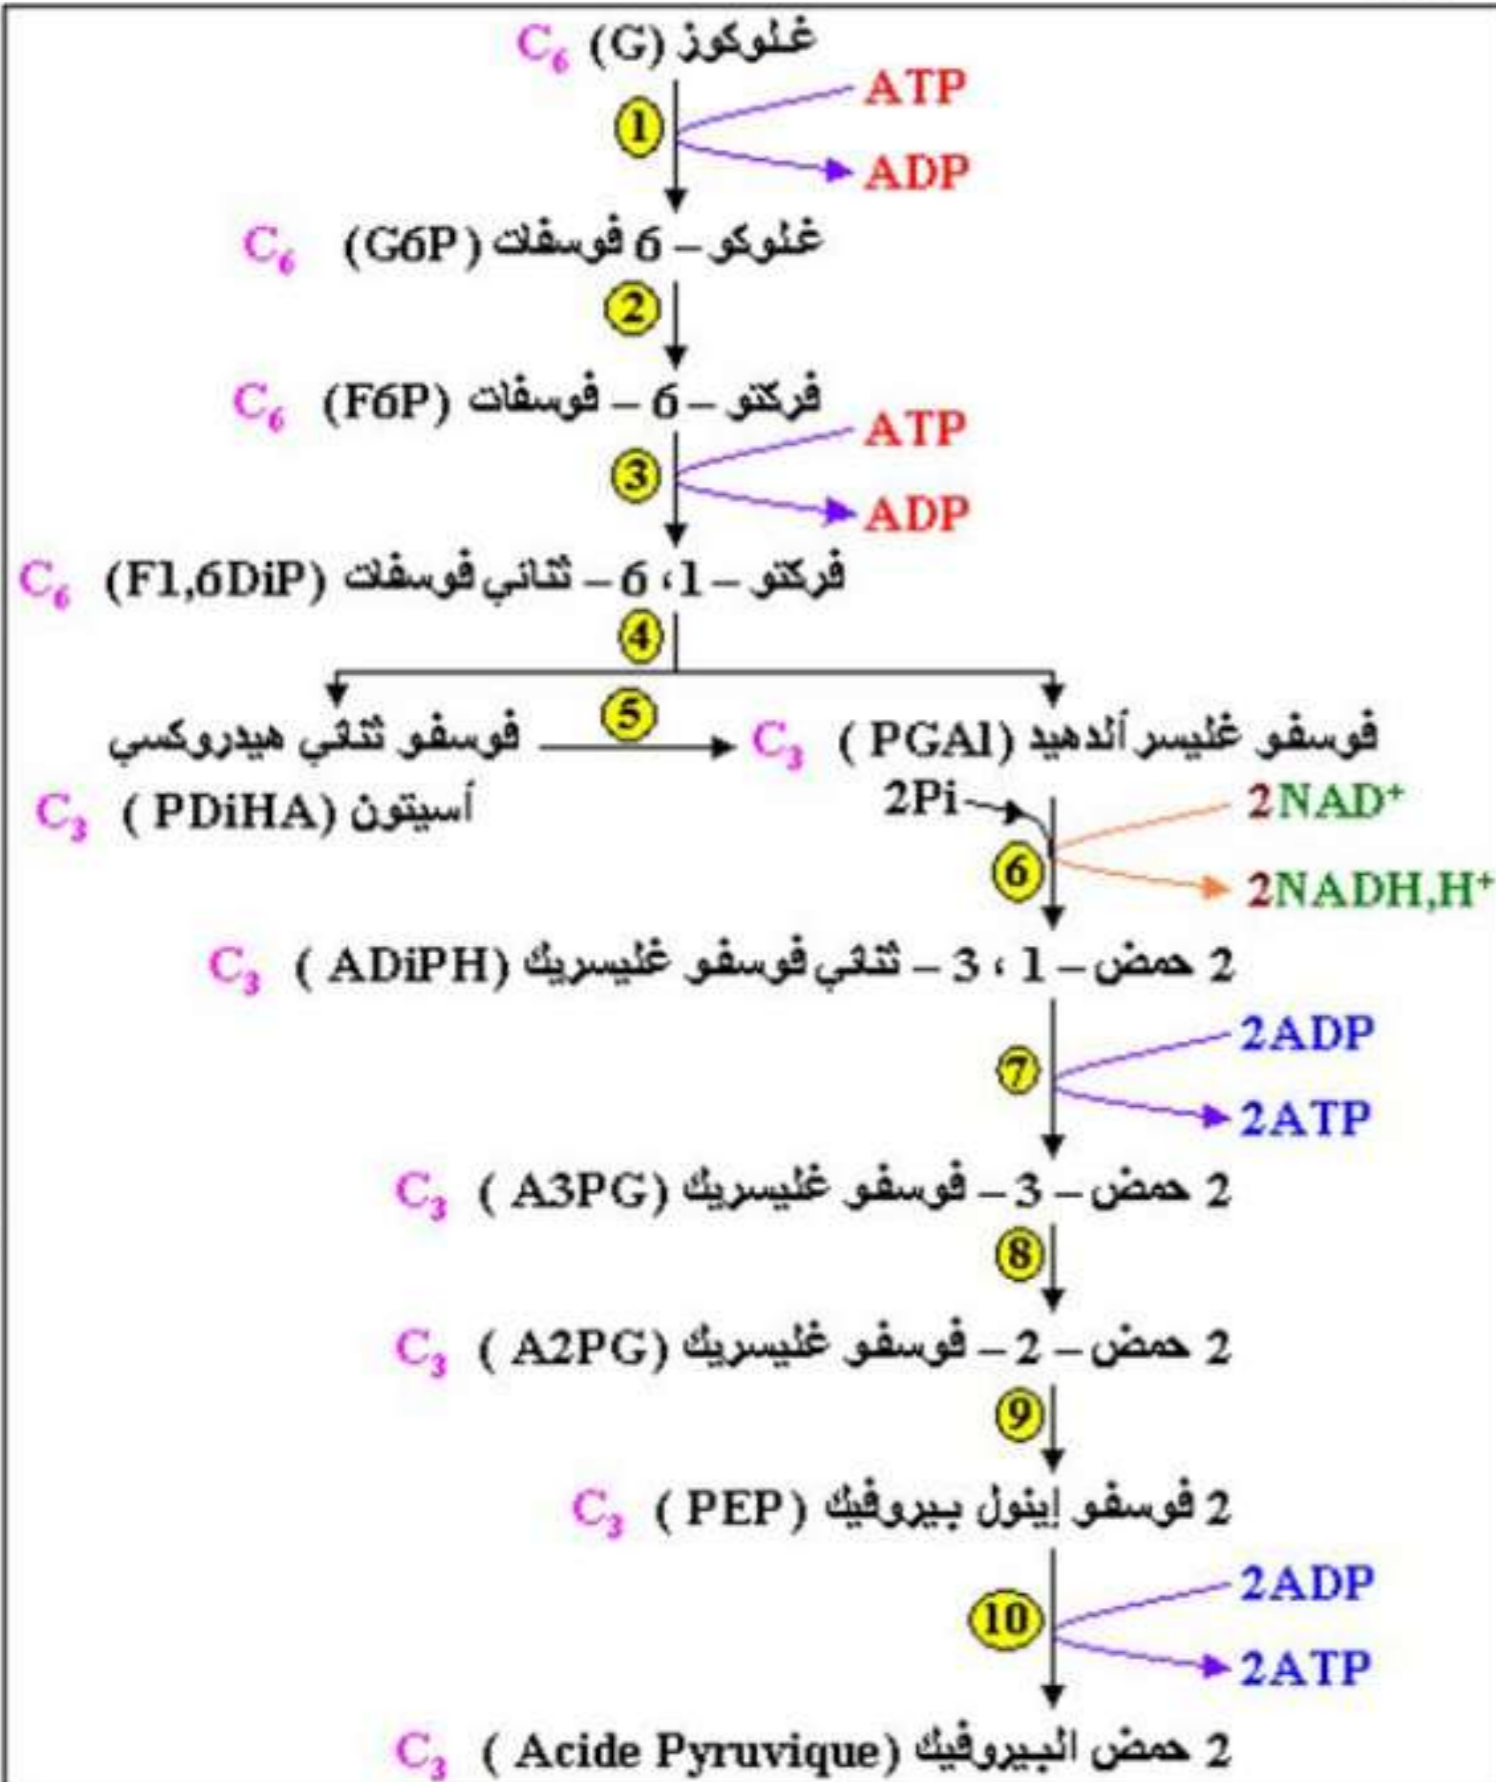 غلوكوز (G) C₆
ATP
1
ADP
غلوكو – 6 فوسفات (G6P) C₆
2
فركتو – 6 – فوسفات (F6P) C₆
ATP
3
ADP
فركتو – 1، 6 – ثنائي فوسفات (F1,6DiP) C₆
4
5
فوسفو غليسر ألدهيد (PGAl) C₃
فوسفو ثنائي هيدروكسي
أسيتون (PDiHA) C₃
2Pi
2NAD⁺
6
2NADH,H⁺
2 حمض – 1 ، 3 – ثنائي فوسفو غليسريك (ADiPH) C₃
2ADP
7
2ATP
2 حمض – 3 – فوسفو غليسريك (A3PG) C₃
8
2 حمض – 2 – فوسفو غليسريك (A2PG) C₃
9
2 فوسفو إينول بيروفيك (PEP) C₃
2ADP
10
2ATP
2 حمض البيروفيك (Acide Pyruvique) C₃